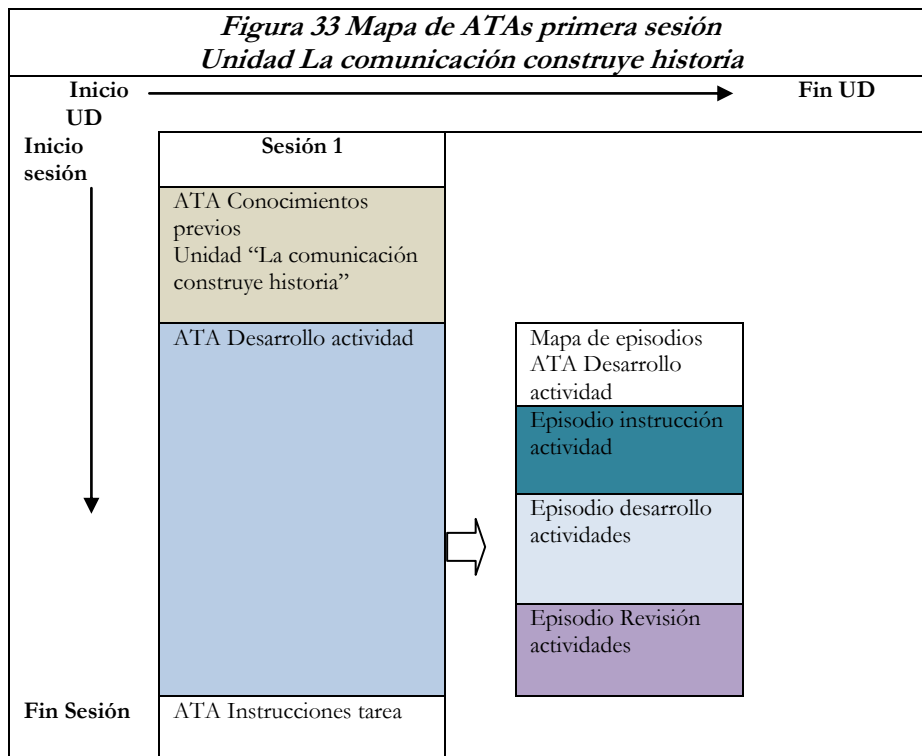 Figura 33 Mapa de ATAs primera sesión
Unidad La comunicación construye historia
Inicio
UD
Fin UD
Inicio
sesión
Sesión 1
ATA Conocimientos
previos
Unidad “La comunicación
construye historia”
ATA Desarrollo actividad
Mapa de episodios
ATA Desarrollo
actividad
Episodio instrucción
actividad
Episodio desarrollo
actividades
Episodio Revisión
actividades
Fin Sesión
ATA Instrucciones tarea